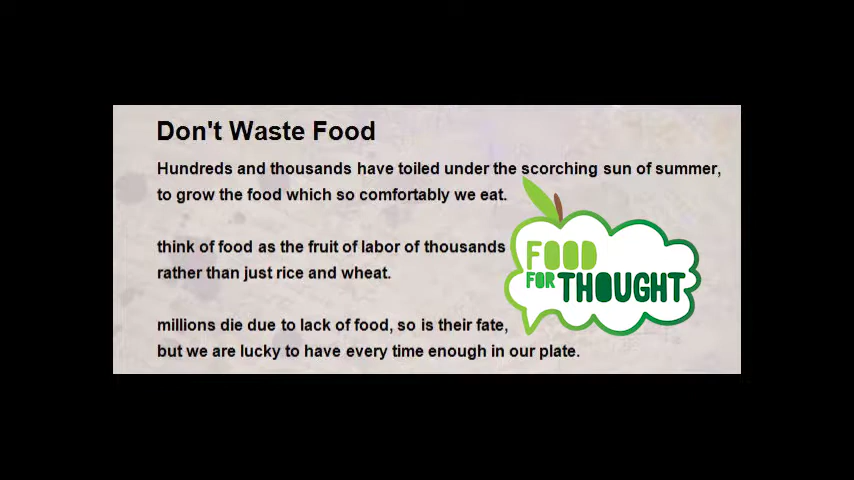 Don't Waste Food
Hundreds and thousands have toiled under the scorching sun of summer,
to grow the food which so comfortably we eat.
think of food as the fruit of labor of thousands
rather than just rice and wheat.
millions die due to lack of food, so is their fate,
but we are lucky to have every time enough in our plate.
FOOD
FOR THOUGHT